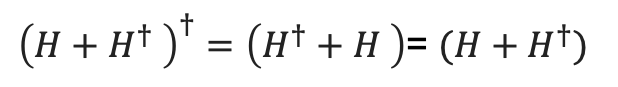 (H + H†)† = (H† + H) = (H + H†)